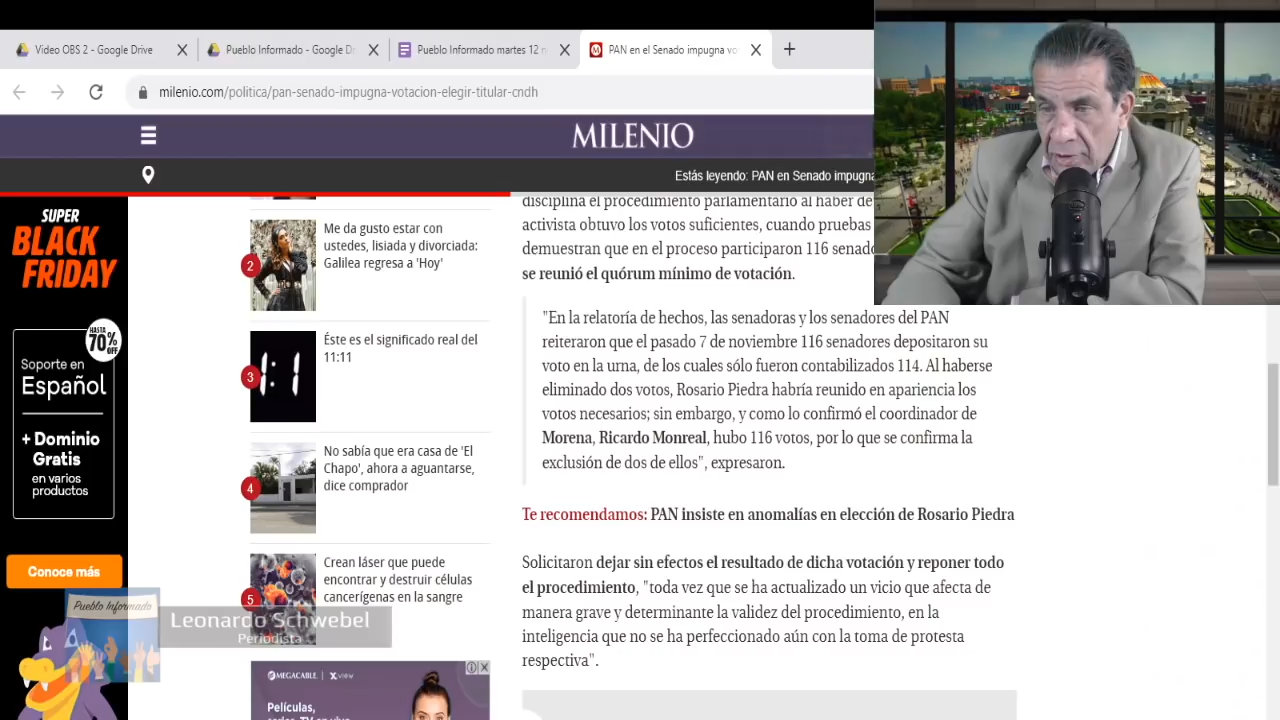 Video OBS 2 - Google Drive
Pueblo Informado - Google Dr
Pueblo Informado martes 12 n
PAN en el Senado impugna vo
milenio.com/politica/pan-senado-impugna-votacion-elegir-titular-cndh
MILENIO
Estás leyendo: PAN en Senado impugna
SUPER
BLACK
FRIDAY
HASTA
70%
OFF
Soporte en
Español
+ Dominio
Gratis
en varios
productos
Conoce más
2
Me da gusto estar con
ustedes, lisiada y divorciada:
Galilea regresa a 'Hoy'
3
Éste es el significado real del
11:11
4
No sabía que era casa de 'El
Chapo', ahora a aguantarse,
dice comprador
5
Crean láser que puede
encontrar y destruir células
cancerígenas en la sangre
MEGACABLE
xview
Películas,
disciplina el procedimiento parlamentario al haber de
activista obtuvo los votos suficientes, cuando pruebas
demuestran que en el proceso participaron 116 senado
se reunió el quórum mínimo de votación.
"En la relatoría de hechos, las senadoras y los senadores del PAN
reiteraron que el pasado 7 de noviembre 116 senadores depositaron su
voto en la urna, de los cuales sólo fueron contabilizados 114. Al haberse
eliminado dos votos, Rosario Piedra habría reunido en apariencia los
votos necesarios; sin embargo, y como lo confirmó el coordinador de
Morena, Ricardo Monreal, hubo 116 votos, por lo que se confirma la
exclusión de dos de ellos", expresaron.
Te recomendamos: PAN insiste en anomalías en elección de Rosario Piedra
Solicitaron dejar sin efectos el resultado de dicha votación y reponer todo
el procedimiento, "toda vez que se ha actualizado un vicio que afecta de
manera grave y determinante la validez del procedimiento, en la
inteligencia que no se ha perfeccionado aún con la toma de protesta
respectiva".
Pueblo Informado
Leonardo Schwebel
Periodista